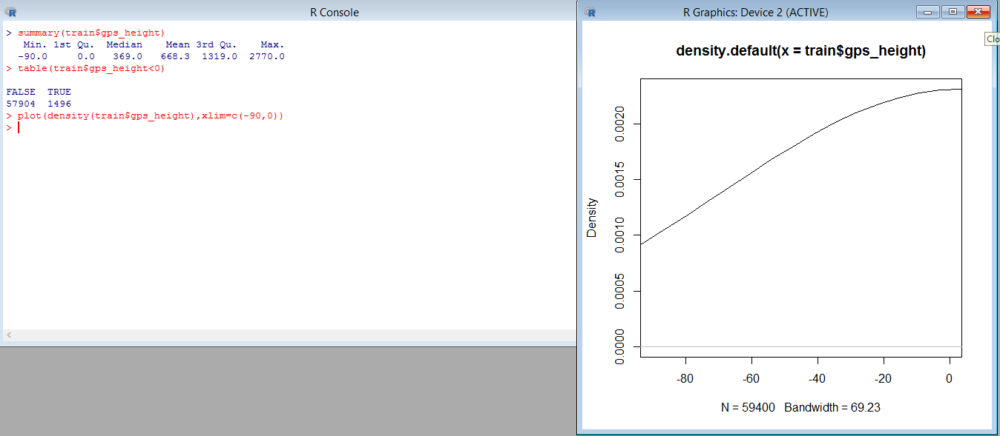 R Console
> summary(train$gps_height)
   Min. 1st Qu.  Median    Mean 3rd Qu.    Max.
  -90.0     0.0   369.0   668.3  1319.0  2770.0
> table(train$gps_height<0)
FALSE  TRUE
57904  1496
> plot(density(train$gps_height),xlim=c(-90,0))
>
R Graphics: Device 2 (ACTIVE)
Clo
density.default(x = train$gps_height)
Density
0.0020
0.0015
0.0010
0.0005
0.0000
-80 -60 -40 -20 0
N = 59400   Bandwidth = 69.23